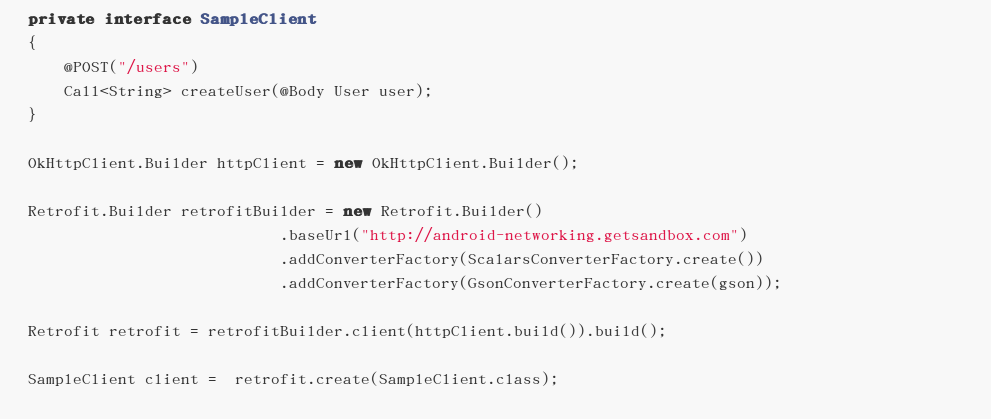 private interface SampleClient
{
    @POST("/users")
    Call<String> createUser(@Body User user);
}

OkHttpClient.Builder httpClient = new OkHttpClient.Builder();

Retrofit.Builder retrofitBuilder = new Retrofit.Builder()
                            .baseUrl("http://android-networking.getsandbox.com")
                            .addConverterFactory(ScalarsConverterFactory.create())
                            .addConverterFactory(GsonConverterFactory.create(gson));

Retrofit retrofit = retrofitBuilder.client(httpClient.build()).build();

SampleClient client =  retrofit.create(SampleClient.class);